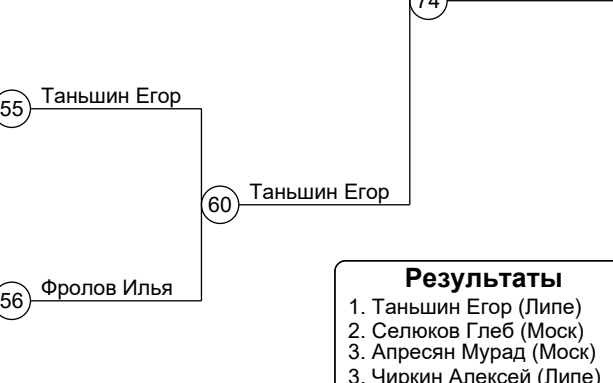 74
Таньшин Егор
55
Таньшин Егор
60
Фролов Илья
56
Результаты
1. Таньшин Егор (Липе)
2. Селюков Глеб (Моск)
3. Апресян Мурад (Моск)
3. Чиркин Алексей (Липе)